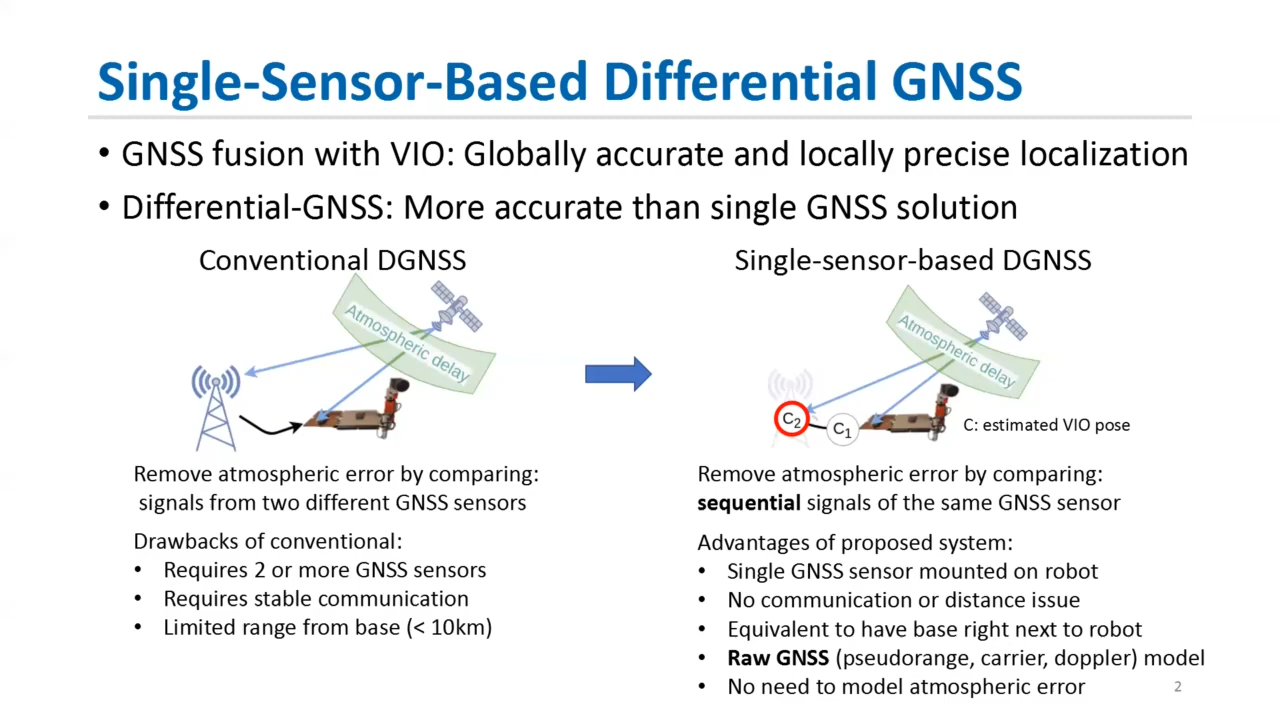 Single-Sensor-Based Differential GNSS
• GNSS fusion with VIO: Globally accurate and locally precise localization
• Differential-GNSS: More accurate than single GNSS solution
Conventional DGNSS
Atmospheric delay
Remove atmospheric error by comparing:
signals from two different GNSS sensors
Drawbacks of conventional:
• Requires 2 or more GNSS sensors
• Requires stable communication
• Limited range from base (< 10km)
Single-sensor-based DGNSS
Atmospheric delay
C2
C1
C: estimated VIO pose
Remove atmospheric error by comparing:
sequential signals of the same GNSS sensor
Advantages of proposed system:
• Single GNSS sensor mounted on robot
• No communication or distance issue
• Equivalent to have base right next to robot
• Raw GNSS (pseudorange, carrier, doppler) model
• No need to model atmospheric error
2